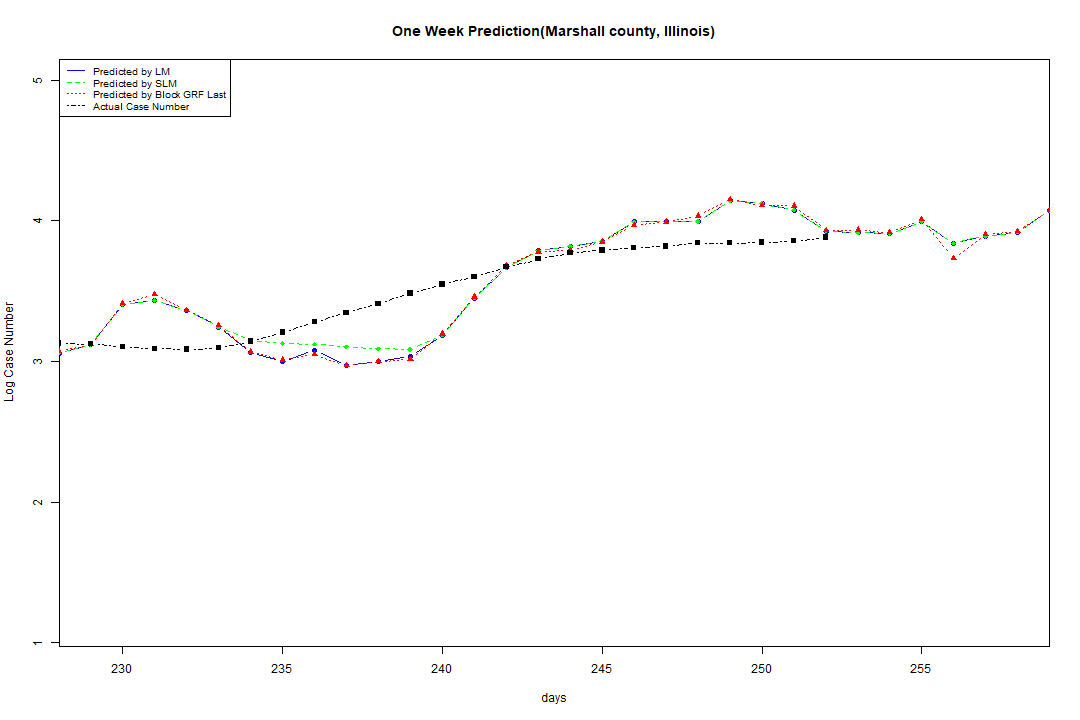 One Week Prediction(Marshall county, Illinois)
Predicted by LM
Predicted by SLM
Predicted by Block GRF Last
Actual Case Number
5
4
3
2
1
Log Case Number
230 235 240 245 250 255
days